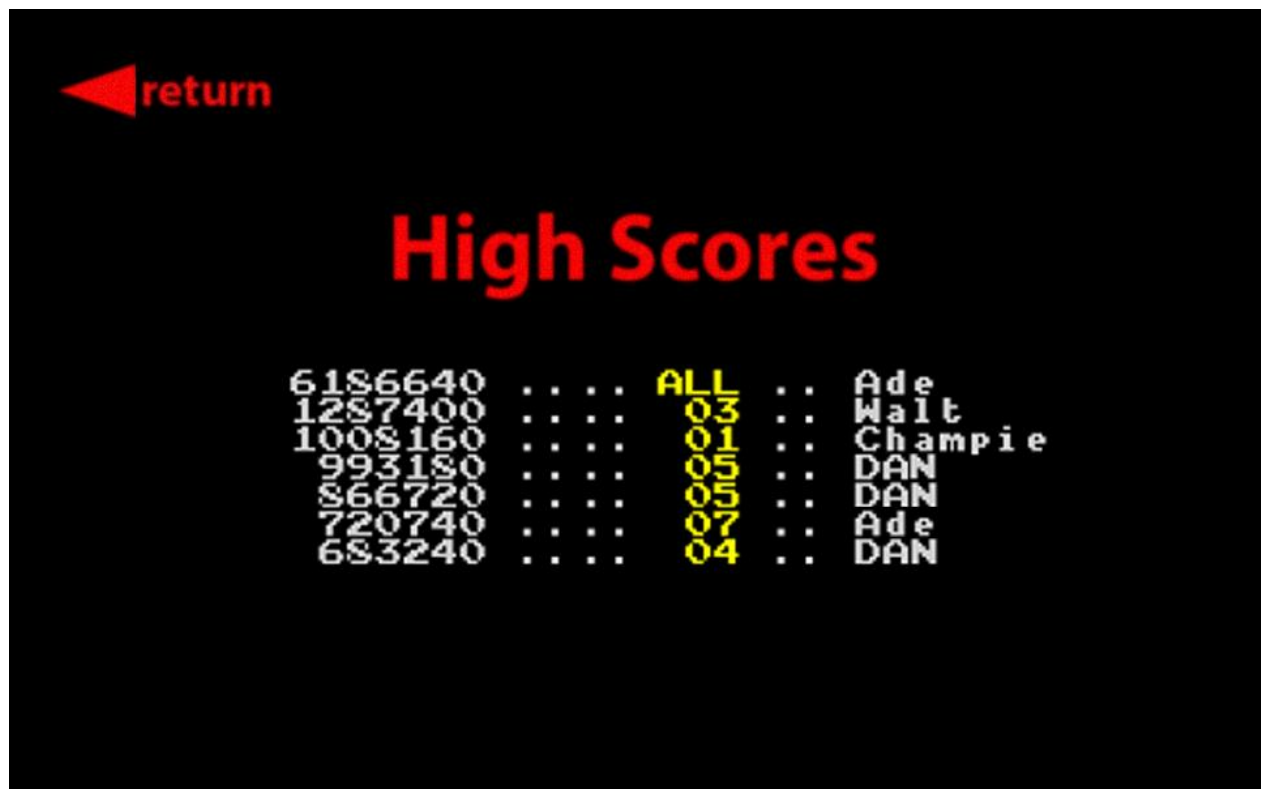 return
High Scores
6186640 .... ALL .. Ade
1287400 .... 03 .. Walt
1008160 .... 01 .. Champie
993180 .... 05 .. DAN
866720 .... 05 .. DAN
720740 .... 07 .. Ade
683240 .... 04 .. DAN